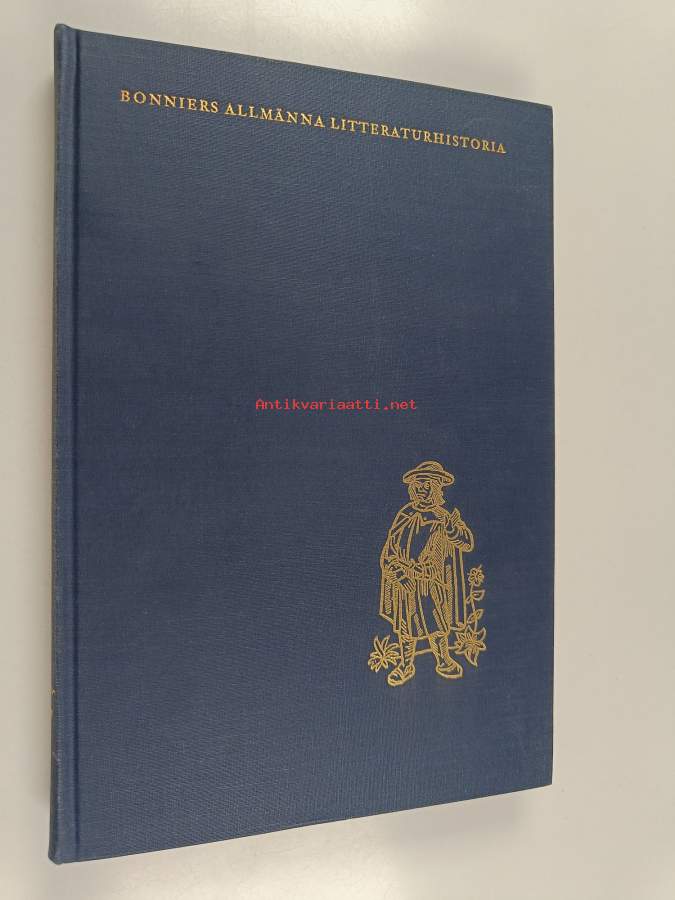 BONNIERS ALLMÄNNA LITTERATURHISTORIA
Antikvariaatti.net